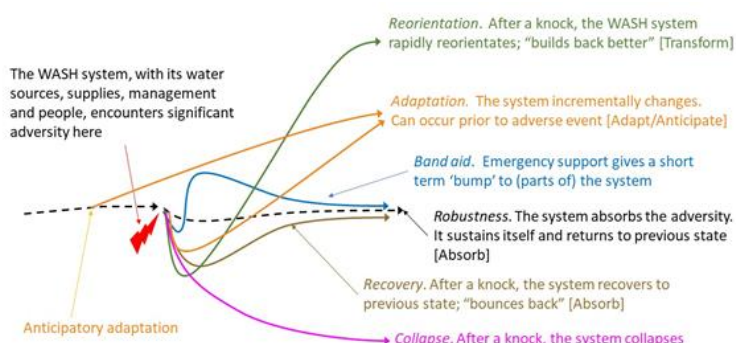 Reorientation. After a knock, the WASH system
rapidly reorientates; “builds back better” [Transform]
The WASH system, with its water
sources, supplies, management
and people, encounters significant
adversity here
Adaptation. The system incrementally changes.
Can occur prior to adverse event [Adapt/Anticipate]
Band aid. Emergency support gives a short
term ‘bump’ to (parts of) the system
Robustness. The system absorbs the adversity.
It sustains itself and returns to previous state
[Absorb]
Recovery. After a knock, the system recovers to
previous state; “bounces back” [Absorb]
Anticipatory adaptation
Collapse. After a knock, the system collapses